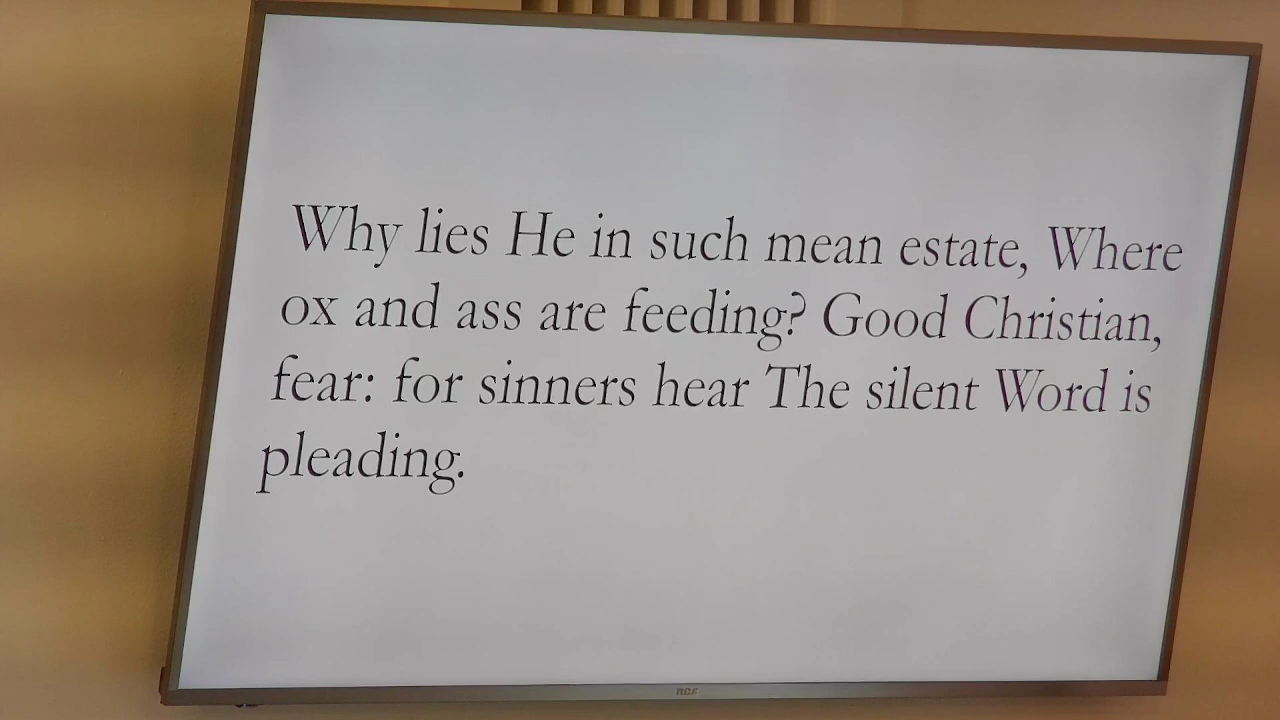 Why lies He in such mean estate, Where
ox and ass are feeding? Good Christian,
fear: for sinners hear The silent Word is
pleading.
RCA